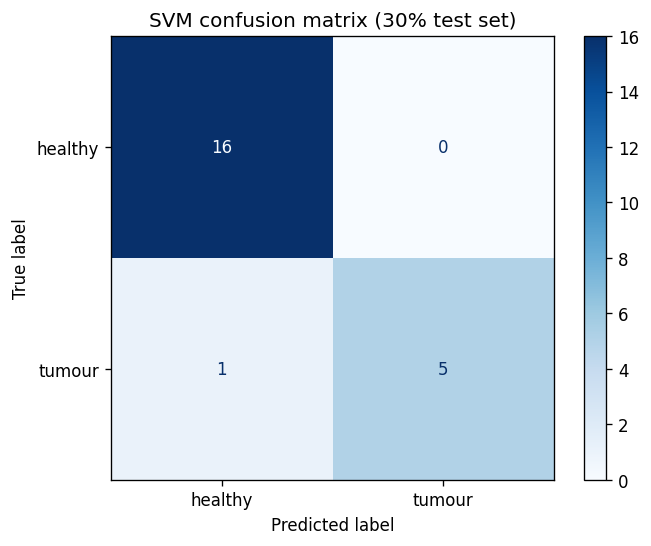 SVM confusion matrix (30% test set)
healthy
tumour
True label
16
0
1
5
healthy
tumour
Predicted label
16
14
12
10
8
6
4
2
0